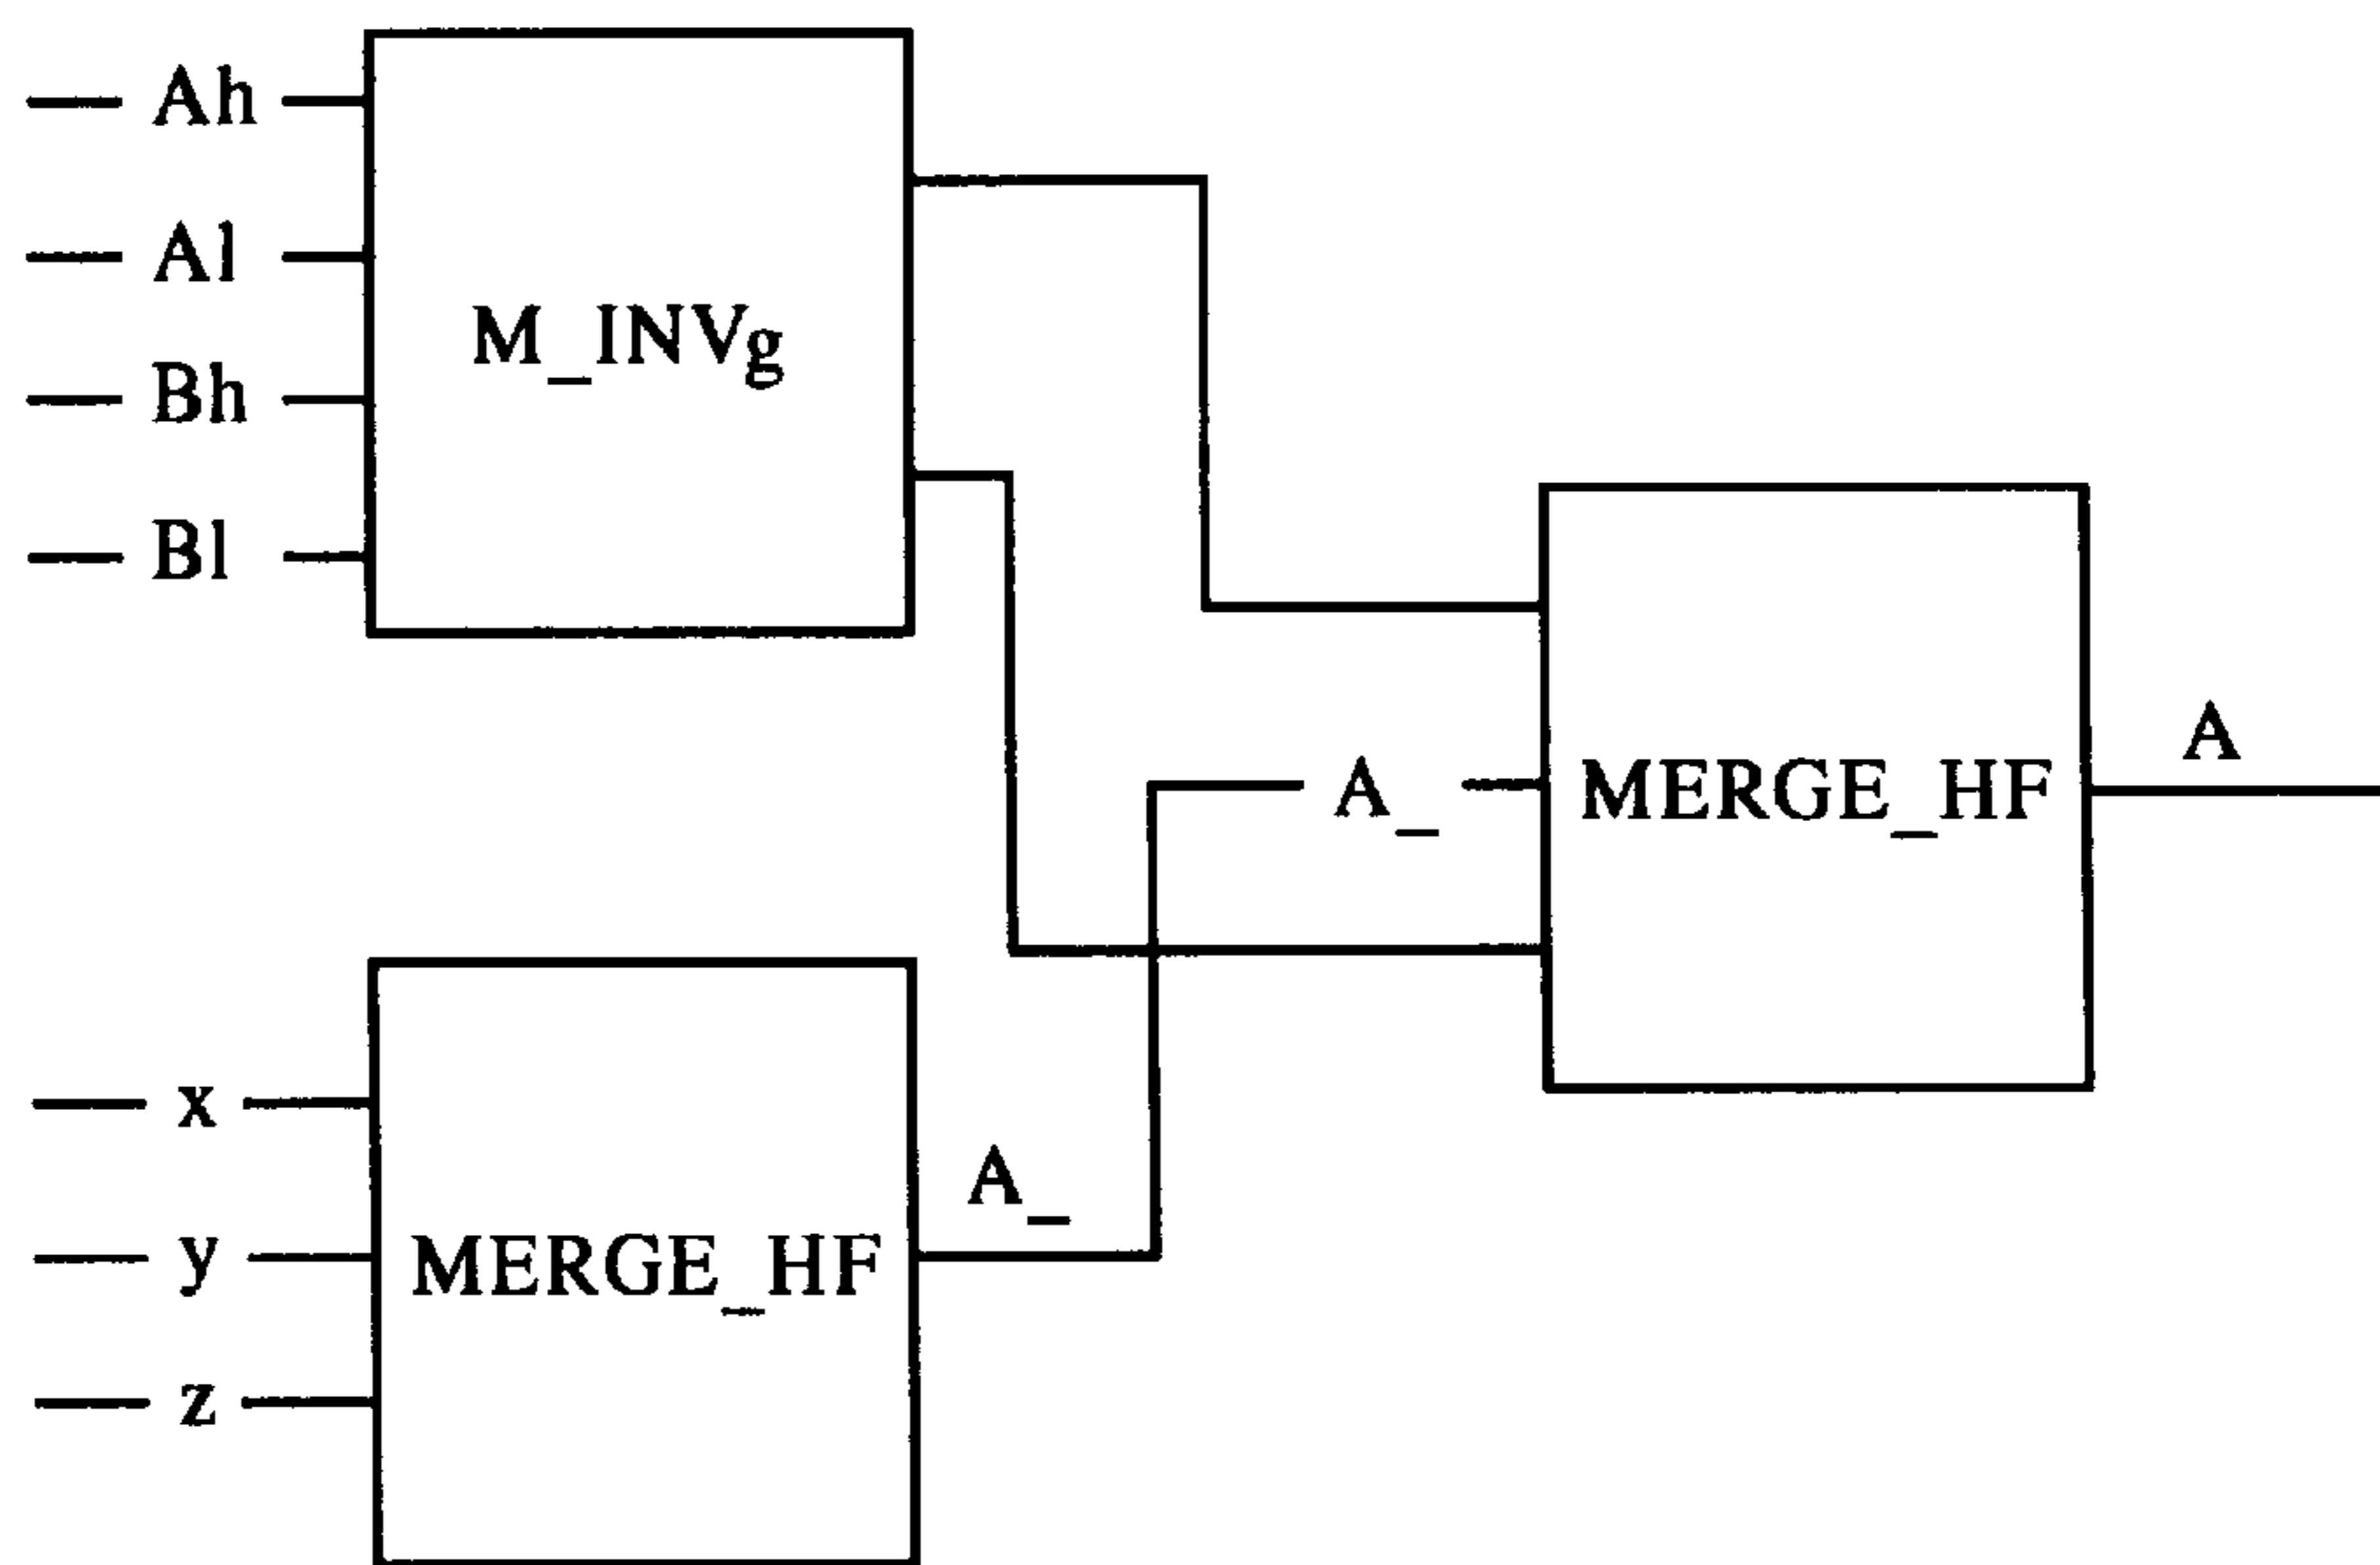 Ah
Al
M_INVg
Bh
Bl
A
A_
MERGE_HF
x
A_
y
MERGE_HF
z